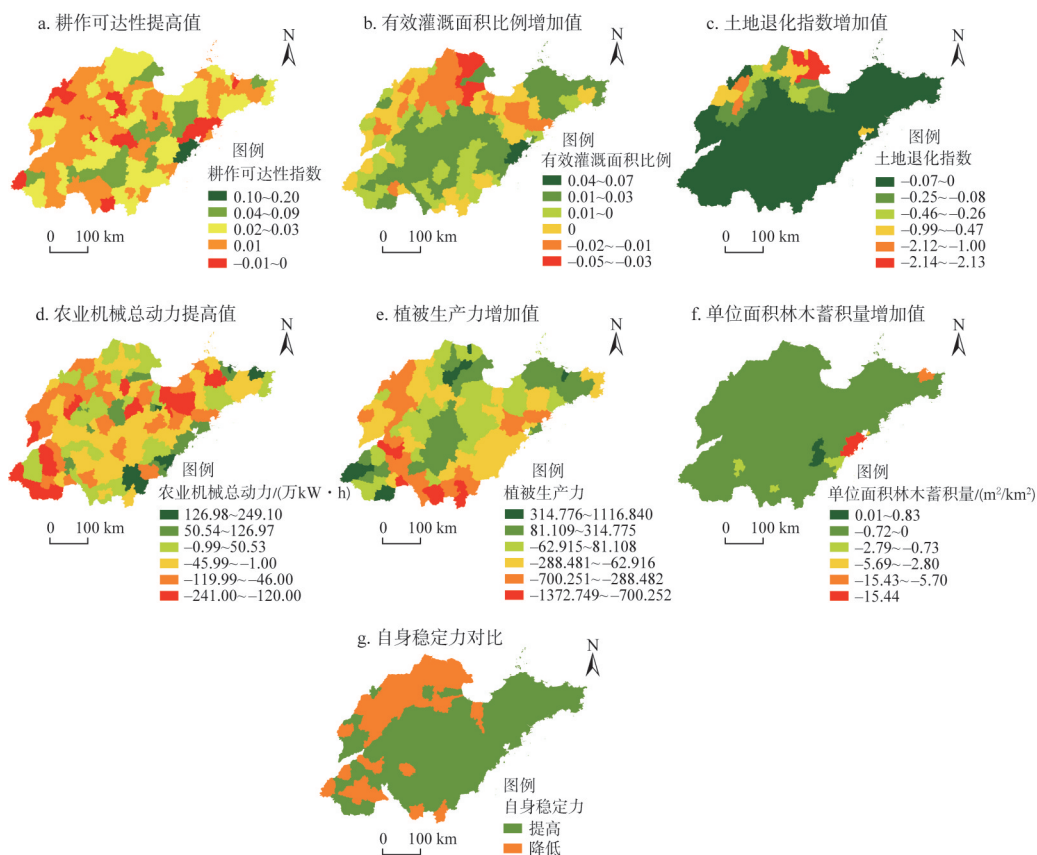 a. 耕作可达性提高值
N
图例
耕作可达性指数
0.10~0.20
0.04~0.09
0.02~0.03
0.01
−0.01~0
0 100 km
b. 有效灌溉面积比例增加值
N
图例
有效灌溉面积比例
0.04~0.07
0.01~0.03
0.01~0
0
−0.02~−0.01
−0.05~−0.03
0 100 km
c. 土地退化指数增加值
N
图例
土地退化指数
−0.07~0
−0.25~−0.08
−0.46~−0.26
−0.99~−0.47
−2.12~−1.00
−2.14~−2.13
0 100 km
d. 农业机械总动力提高值
N
图例
农业机械总动力/(万kW·h)
126.98~249.10
50.54~126.97
−0.99~50.53
−45.99~−1.00
−119.99~−46.00
−241.00~−120.00
0 100 km
e. 植被生产力增加值
N
图例
植被生产力
314.776~1116.840
81.109~314.775
−62.915~81.108
−288.481~−62.916
−700.251~−288.482
−1372.749~−700.252
0 100 km
f. 单位面积林木蓄积量增加值
N
图例
单位面积林木蓄积量/(m²/km²)
0.01~0.83
−0.72~0
−2.79~−0.73
−5.69~−2.80
−15.43~−5.70
−15.44
0 100 km
g. 自身稳定力对比
N
图例
自身稳定力
提高
降低
0 100 km